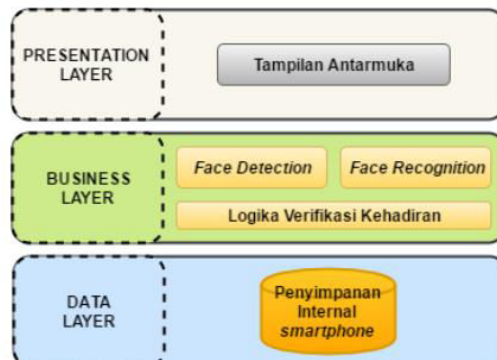 PRESENTATION
LAYER
Tampilan Antarmuka
BUSINESS
LAYER
Face Detection
Face Recognition
Logika Verifikasi Kehadiran
DATA
LAYER
Penyimpanan
Internal
smartphone